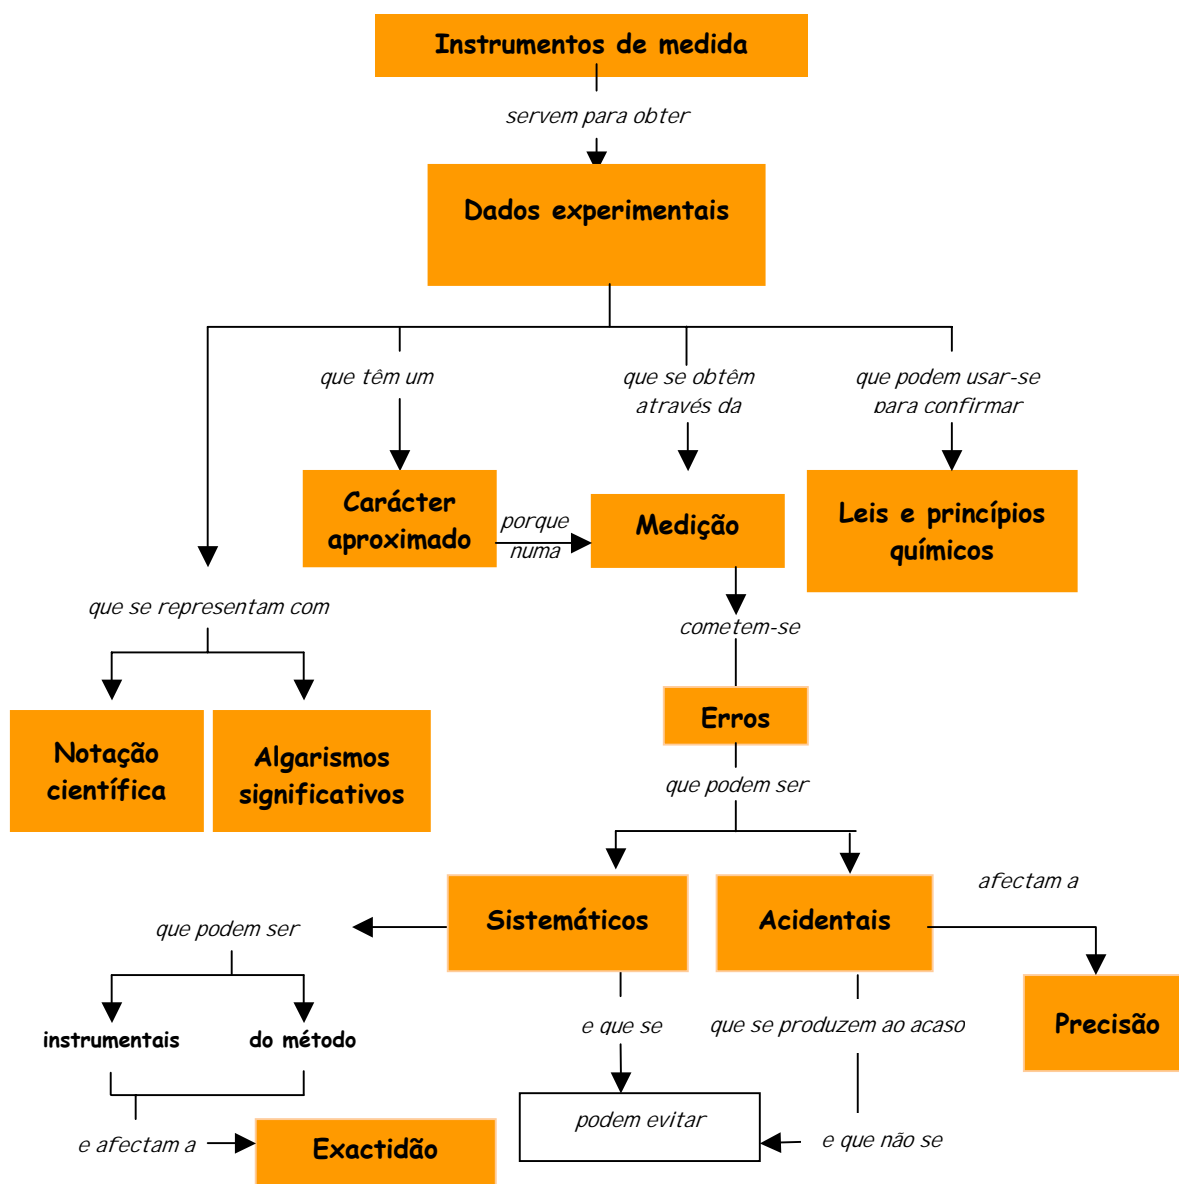 Instrumentos de medida
servem para obter
Dados experimentais
que têm um
que se obtêm
através da
que podem usar-se
para confirmar
Carácter
aproximado
porque
numa
Medição
Leis e princípios
químicos
que se representam com
cometem-se
Notação
científica
Algarismos
significativos
Erros
que podem ser
Sistemáticos
Acidentais
afectam a
que podem ser
instrumentais
do método
e que se
que se produzem ao acaso
Precisão
podem evitar
e que não se
e afectam a
Exactidão